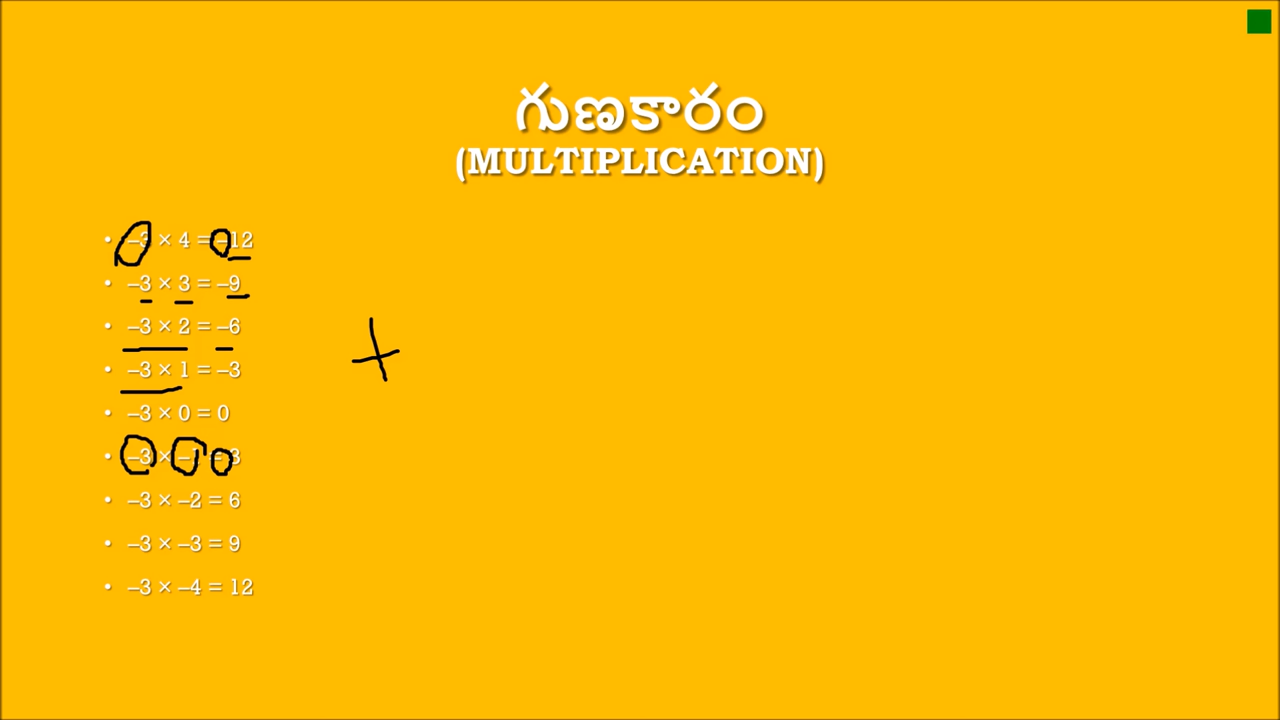 గుణకారం
(MULTIPLICATION)
• –3 × 4 = –12
• –3 × 3 = –9
• –3 × 2 = –6
• –3 × 1 = –3
• –3 × 0 = 0
• –3 × –1 = 3
• –3 × –2 = 6
• –3 × –3 = 9
• –3 × –4 = 12
+